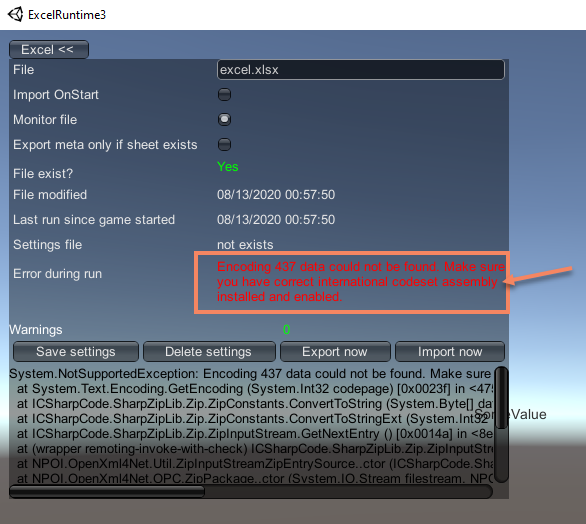 ExcelRuntime3
Excel <<
File excel.xlsx
Import OnStart
Monitor file
Export meta only if sheet exists
File exist? Yes
File modified 08/13/2020 00:57:50
Last run since game started 08/13/2020 00:57:50
Settings file not exists
Error during run Encoding 437 data could not be found. Make sure
you have correct international codeset assembly
installed and enabled.
Warnings 0
Save settings Delete settings Export now Import now
System.NotSupportedException: Encoding 437 data could not be found. Make sure
at System.Text.Encoding.GetEncoding (System.Int32 codepage) [0x0023f] in <475
at ICSharpCode.SharpZipLib.Zip.ZipConstants.ConvertToString (System.Byte[] da
at ICSharpCode.SharpZipLib.Zip.ZipConstants.ConvertToStringExt (System.Int32
at ICSharpCode.SharpZipLib.Zip.ZipInputStream.GetNextEntry () [0x0014a] in <8e
at (wrapper remoting-invoke-with-check) ICSharpCode.SharpZipLib.Zip.ZipInputStre
at NPOI.OpenXml4Net.Util.ZipInputStreamZipEntrySource..ctor (ICSharpCode.Sha
at NPOI.OpenXml4Net.OPC.ZipPackage..ctor (System.IO.Stream filestream, NPO